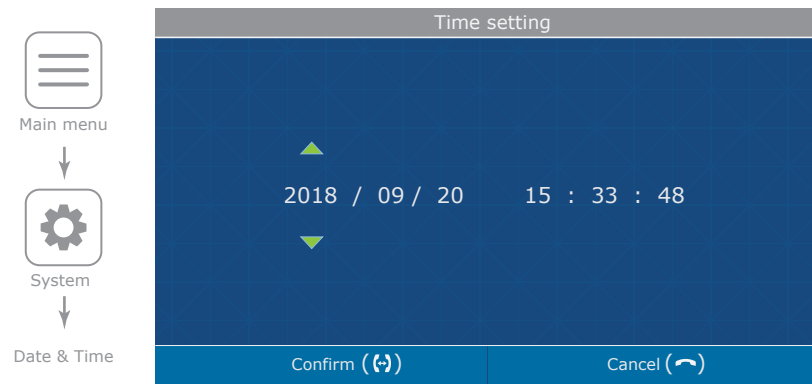 Time setting
Main menu
System
Date & Time
2018 / 09 / 20 15 : 33 : 48
Confirm ( )
Cancel ( )